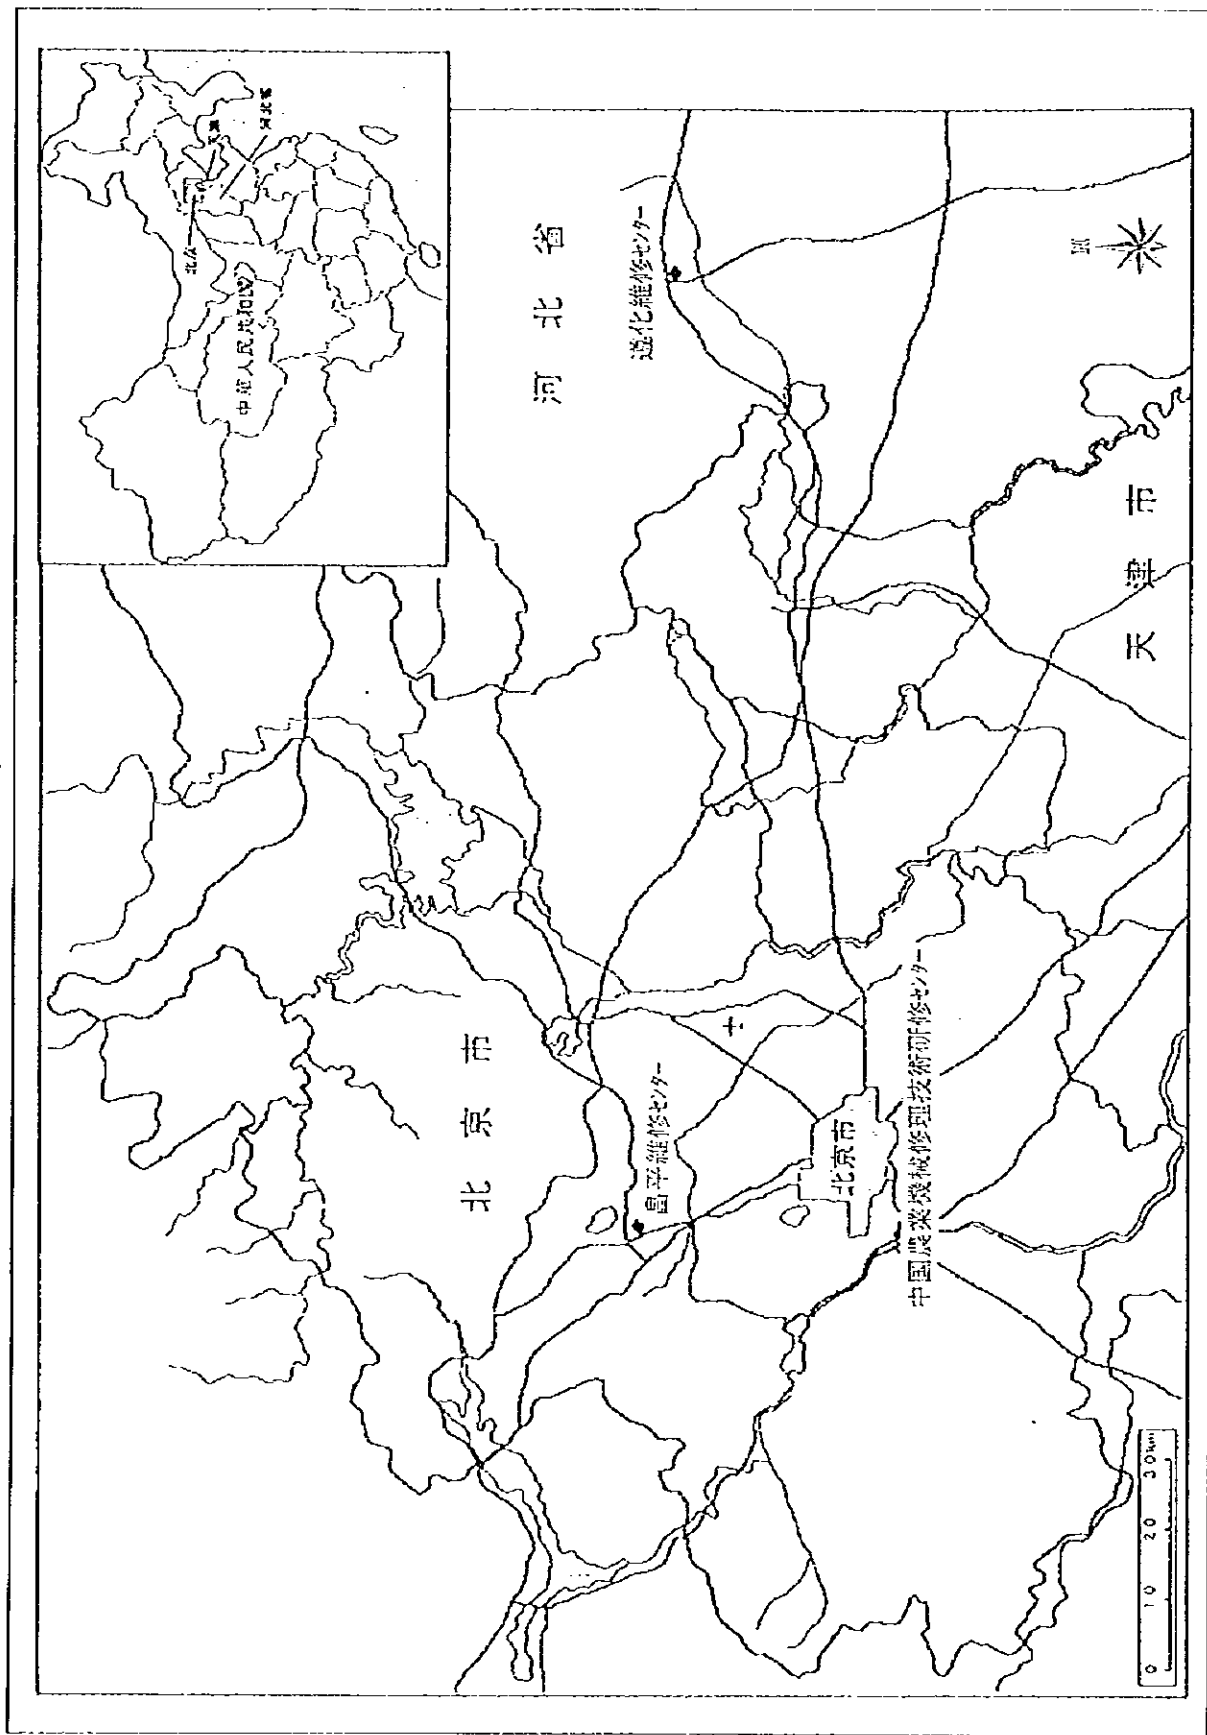 中華人民共和国
北京
天津
河北省
河北省
遵化維修センター
北京市
昌平維修センター
北京市
中国農業機械修理技術研修センター
天津市
0 10 20 30km